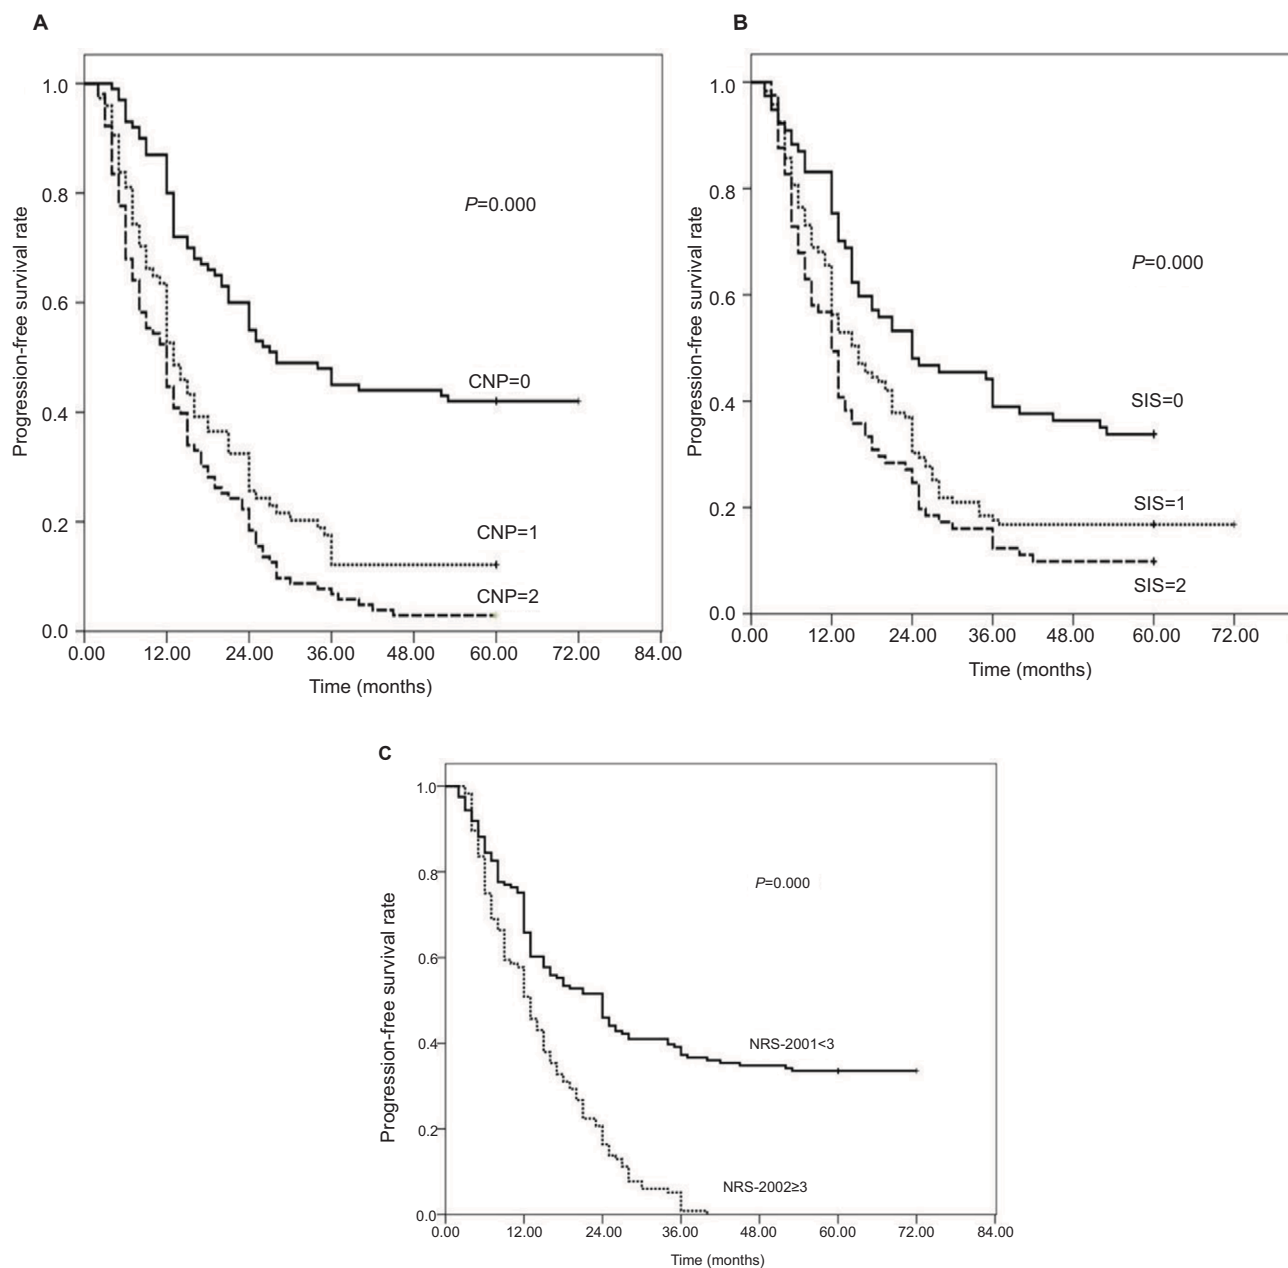 A
Progression-free survival rate
1.0
0.8
0.6
0.4
0.2
0.0
P=0.000
CNP=0
CNP=1
CNP=2
0.00 12.00 24.00 36.00 48.00 60.00 72.00 84.00
Time (months)
B
Progression-free survival rate
1.0
0.8
0.6
0.4
0.2
0.0
P=0.000
SIS=0
SIS=1
SIS=2
0.00 12.00 24.00 36.00 48.00 60.00 72.00
Time (months)
C
Progression-free survival rate
1.0
0.8
0.6
0.4
0.2
0.0
P=0.000
NRS-2001<3
NRS-2002≥3
0.00 12.00 24.00 36.00 48.00 60.00 72.00 84.00
Time (months)